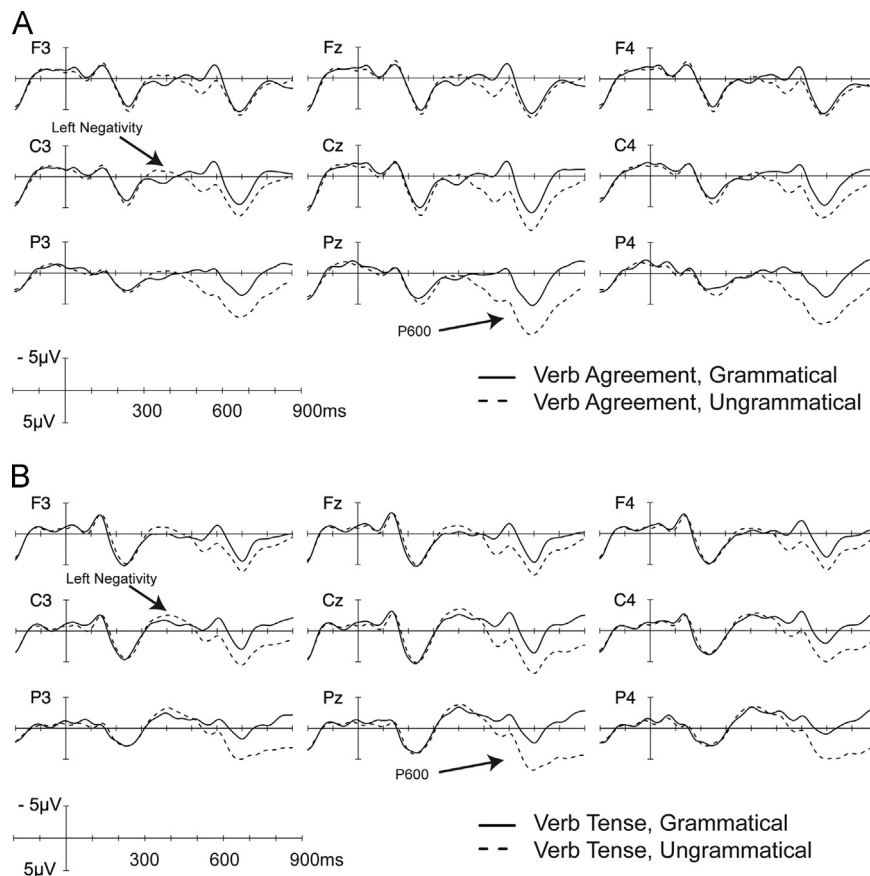 A
F3 Fz F4
Left Negativity
C3 Cz C4
P3 Pz P4
P600
- 5µV
5µV
300 600 900ms
Verb Agreement, Grammatical
Verb Agreement, Ungrammatical
B
F3 Fz F4
Left Negativity
C3 Cz C4
P3 Pz P4
P600
- 5µV
5µV
300 600 900ms
Verb Tense, Grammatical
Verb Tense, Ungrammatical